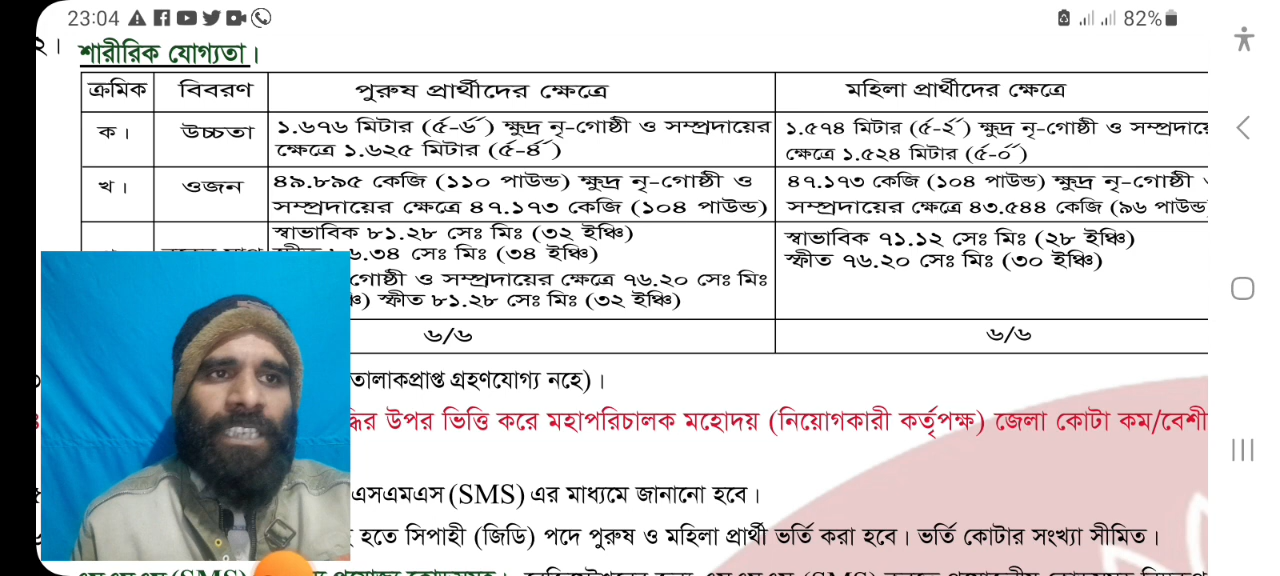 23:04
82%
২। শারীরিক যোগ্যতা।
ক্রমিক বিবরণ পুরুষ প্রার্থীদের ক্ষেত্রে মহিলা প্রার্থীদের ক্ষেত্রে
ক। উচ্চতা ১.৬৭৬ মিটার (৫-৬) ক্ষুদ্র নৃ-গোষ্ঠী ও সম্প্রদায়ের ১.৫৭৪ মিটার (৫-২) ক্ষুদ্র নৃ-গোষ্ঠী ও
ক্ষেত্রে ১.৬২৫ মিটার (৫-৪) ক্ষেত্রে ১.৫২৪ মিটার (৫-০)
খ। ওজন ৪৯.৮৯৫ কেজি (১১০ পাউন্ড) ক্ষুদ্র নৃ-গোষ্ঠী ও ৪৭.১৭৩ কেজি (১০৪ পাউন্ড) ক্ষুদ্র নৃ-গোষ্ঠী
সম্প্রদায়ের ক্ষেত্রে ৪৭.১৭৩ কেজি (১০৪ পাউন্ড) সম্প্রদায়ের ক্ষেত্রে ৪৩.৫৪৪ কেজি (৯৬ পাউন্ড
স্বাভাবিক ৮১.২৮ সেঃ মিঃ (৩২ ইঞ্চি) স্বাভাবিক ৭১.১২ সেঃ মিঃ (২৮ ইঞ্চি)
৬.৩৪ সেঃ মিঃ (৩৪ ইঞ্চি) স্ফীত ৭৬.২০ সেঃ মিঃ (৩০ ইঞ্চি)
গোষ্ঠী ও সম্প্রদায়ের ক্ষেত্রে ৭৬.২০ সেঃ মিঃ
স্ফীত ৮১.২৮ সেঃ মিঃ (৩২ ইঞ্চি)
৬/৬ ৬/৬
তালাকপ্রাপ্ত গ্রহণযোগ্য নহে)।
উপর ভিত্তি করে মহাপরিচালক মহোদয় (নিয়োগকারী কর্তৃপক্ষ) জেলা কোটা কম/বেশী
এসএমএস (SMS) এর মাধ্যমে জানানো হবে।
হতে সিপাহী (জিডি) পদে পুরুষ ও মহিলা প্রার্থী ভর্তি করা হবে। ভর্তি কোটার সংখ্যা সীমিত।